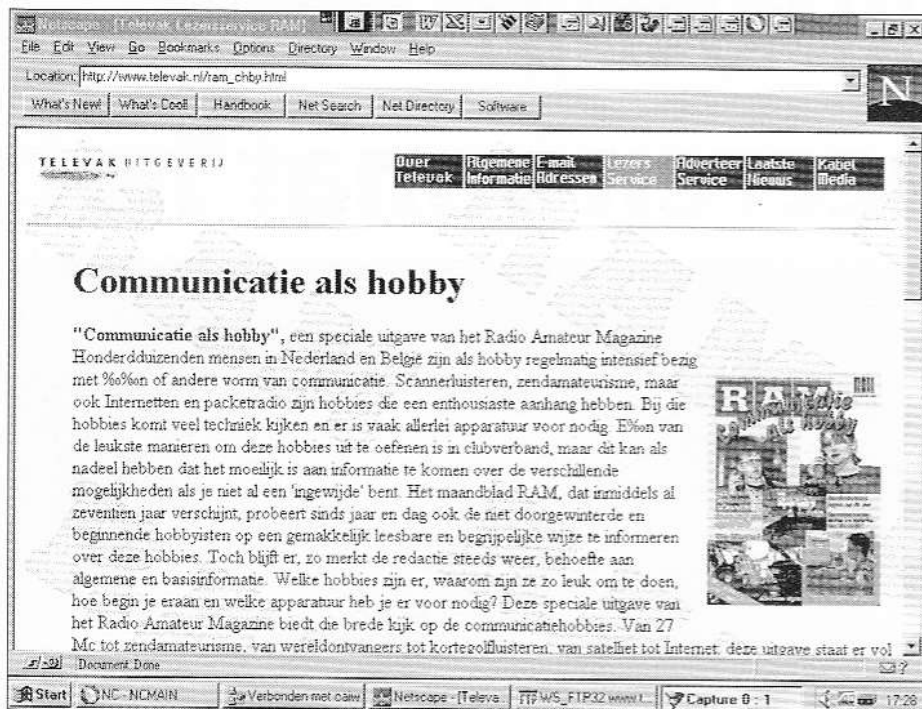 Netscape - [Televak Lezersservice RAM]
File Edit View Go Bookmarks Options Directory Window Help
Location: http://www.televak.nl/ram_chby.html
What's New! What's Cool! Handbook Net Search Net Directory Software
N
TELEVAK UITGEVERIJ
Over Televak
Algemene Informatie
E-mail Adressen
Lezers Service
Adverteer Service
Laatste Nieuws
Kabel Media
Communicatie als hobby
"Communicatie als hobby", een speciale uitgave van het Radio Amateur Magazine
Honderdduizenden mensen in Nederland en België zijn als hobby regelmatig intensief bezig
met ‰‰n of andere vorm van communicatie. Scannerluisteren, zendamateurisme, maar
ook Internetten en packetradio zijn hobbies die een enthousiaste aanhang hebben. Bij die
hobbies komt veel techniek kijken en er is vaak allerlei apparatuur voor nodig. E‰n van
de leukste manieren om deze hobbies uit te oefenen is in clubverband, maar dit kan als
nadeel hebben dat het moeilijk is aan informatie te komen over de verschillende
mogelijkheden als je niet al een 'ingewijde' bent. Het maandblad RAM, dat inmiddels al
zeventien jaar verschijnt, probeert sinds jaar en dag ook de niet doorgewinterde en
beginnende hobbyisten op een gemakkelijk leesbare en begrijpelijke wijze te informeren
over deze hobbies. Toch blijft er, zo merkt de redactie steeds weer, behoefte aan
algemene en basisinformatie. Welke hobbies zijn er, waarom zijn ze zo leuk om te doen,
hoe begin je eraan en welke apparatuur heb je er voor nodig? Deze speciale uitgave van
het Radio Amateur Magazine biedt die brede kijk op de communicatiehobbies. Van 27
Mc tot zendamateurisme, van wereldontvangers tot kortegolfluisteren, van satelliet tot Internet: deze uitgave staat er vol
RAM
communicatie
als hobby
Document: Done
Start NC - NCMAIN Verbonden met Netscape - [Televa WS_FTP32 Capture 0 : 1 17:28